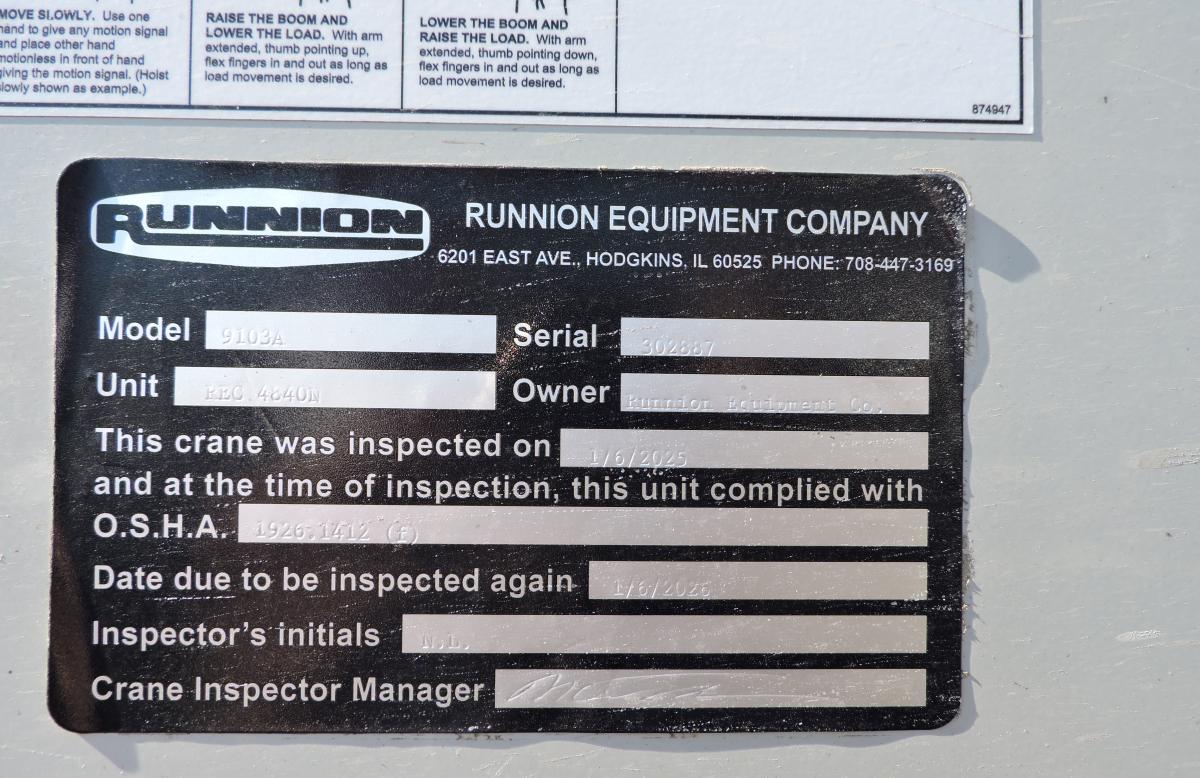 MOVE SLOWLY. Use one
hand to give any motion signal
and place other hand
motionless in front of hand
giving the motion signal. (Hoist
slowly shown as example.)
RAISE THE BOOM AND
LOWER THE LOAD. With arm
extended, thumb pointing up,
flex fingers in and out as long as
load movement is desired.
LOWER THE BOOM AND
RAISE THE LOAD. With arm
extended, thumb pointing down,
flex fingers in and out as long as
load movement is desired.
874947
RUNNION
RUNNION EQUIPMENT COMPANY
6201 EAST AVE., HODGKINS, IL 60525 PHONE: 708-447-3169
Model 9103A Serial 302887
Unit REC 4840N Owner Runnion Equipment Co.
This crane was inspected on 1/6/2025
and at the time of inspection, this unit complied with
O.S.H.A. 1926.1412 (f)
Date due to be inspected again 1/6/2026
Inspector's initials N.L.
Crane Inspector Manager